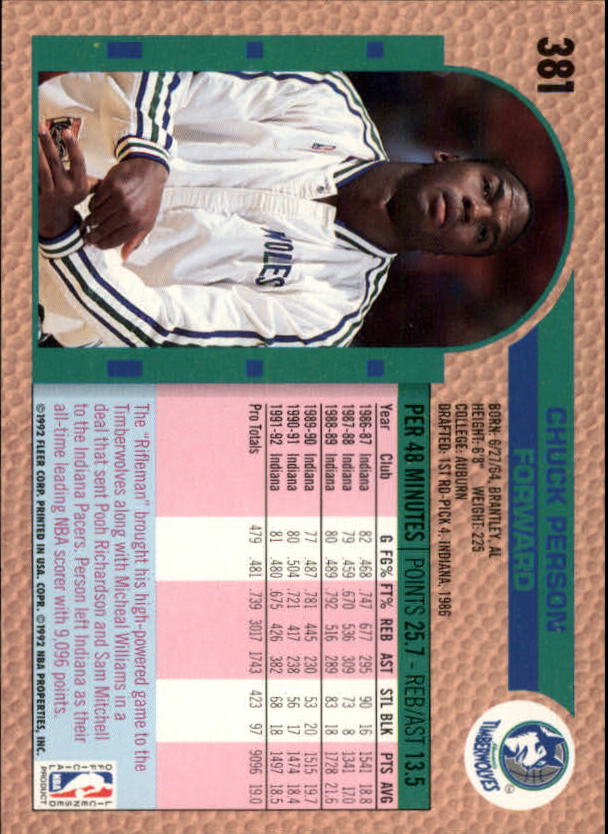 381
CHUCK PERSON
FORWARD
Minnesota
TIMBERWOLVES
WOLVES
BORN: 6/27/64, BRANTLEY, AL
HEIGHT: 6'8" WEIGHT: 225
COLLEGE: AUBURN
DRAFTED: 1ST RD-PICK 4, INDIANA, 1986
PER 48 MINUTES | POINTS 25.7 - REB/AST 13.5
Year Club G FG% FT% REB AST STL BLK PTS AVG
1986-87 Indiana 82 .468 .747 677 295 90 16 1541 18.8
1987-88 Indiana 79 .459 .670 536 309 73 8 1341 17.0
1988-89 Indiana 80 .489 .792 516 289 83 18 1728 21.6
1989-90 Indiana 77 .487 .781 445 230 53 20 1515 19.7
1990-91 Indiana 80 .504 .721 417 238 56 17 1474 18.4
1991-92 Indiana 81 .480 .675 426 382 68 18 1497 18.5
Pro Totals 479 .481 .739 3017 1743 423 97 9096 19.0
The "Rifleman" brought his high-powered game to the
Timberwolves along with Micheal Williams in a
deal that sent Pooh Richardson and Sam Mitchell
to the Indiana Pacers. Person left Indiana as their
all-time leading NBA scorer with 9,096 points.
©1992 FLEER CORP. PRINTED IN USA. COPR. ©1992 NBA PROPERTIES, INC.
OFFICIAL LICENSED
NBA
PRODUCT